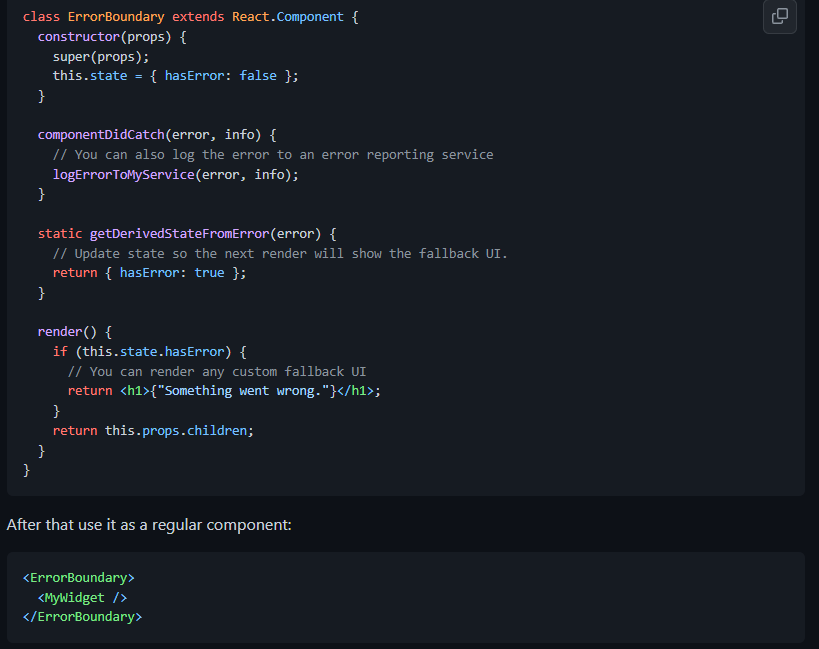 class ErrorBoundary extends React.Component {
  constructor(props) {
    super(props);
    this.state = { hasError: false };
  }

  componentDidCatch(error, info) {
    // You can also log the error to an error reporting service
    logErrorToMyService(error, info);
  }

  static getDerivedStateFromError(error) {
    // Update state so the next render will show the fallback UI.
    return { hasError: true };
  }

  render() {
    if (this.state.hasError) {
      // You can render any custom fallback UI
      return <h1>{"Something went wrong."}</h1>;
    }
    return this.props.children;
  }
}
After that use it as a regular component:
<ErrorBoundary>
  <MyWidget />
</ErrorBoundary>